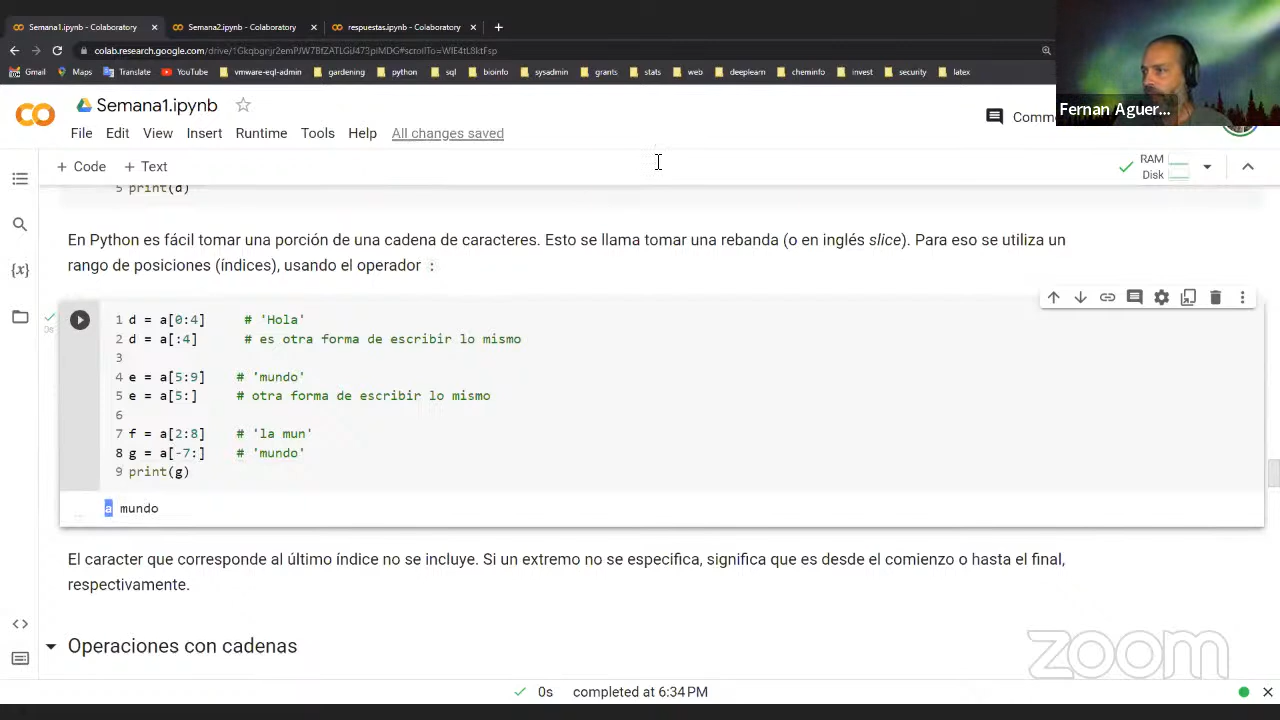 Semana1.ipynb - Colaboratory
Semana2.ipynb - Colaboratory
respuestas.ipynb - Colaboratory
Gmail
Maps
Translate
YouTube
vmware-eql-admin
gardening
python
sql
bioinfo
sysadmin
grants
stats
web
deeplearn
cheminfo
invest
security
latex
Fernan Aguer...
Semana1.ipynb
File Edit View Insert Runtime Tools Help All changes saved
Comme
+ Code + Text
RAM
Disk
5 print(d)
En Python es fácil tomar una porción de una cadena de caracteres. Esto se llama tomar una rebanda (o en inglés slice). Para eso se utiliza un
rango de posiciones (índices), usando el operador :
1 d = a[0:4] # 'Hola'
2 d = a[:4] # es otra forma de escribir lo mismo
3
4 e = a[5:9] # 'mundo'
5 e = a[5:] # otra forma de escribir lo mismo
6
7 f = a[2:8] # 'la mun'
8 g = a[-7:] # 'mundo'
9 print(g)
0s
a mundo
El caracter que corresponde al último índice no se incluye. Si un extremo no se especifica, significa que es desde el comienzo o hasta el final,
respectivamente.
Operaciones con cadenas
zoom
0s completed at 6:34 PM